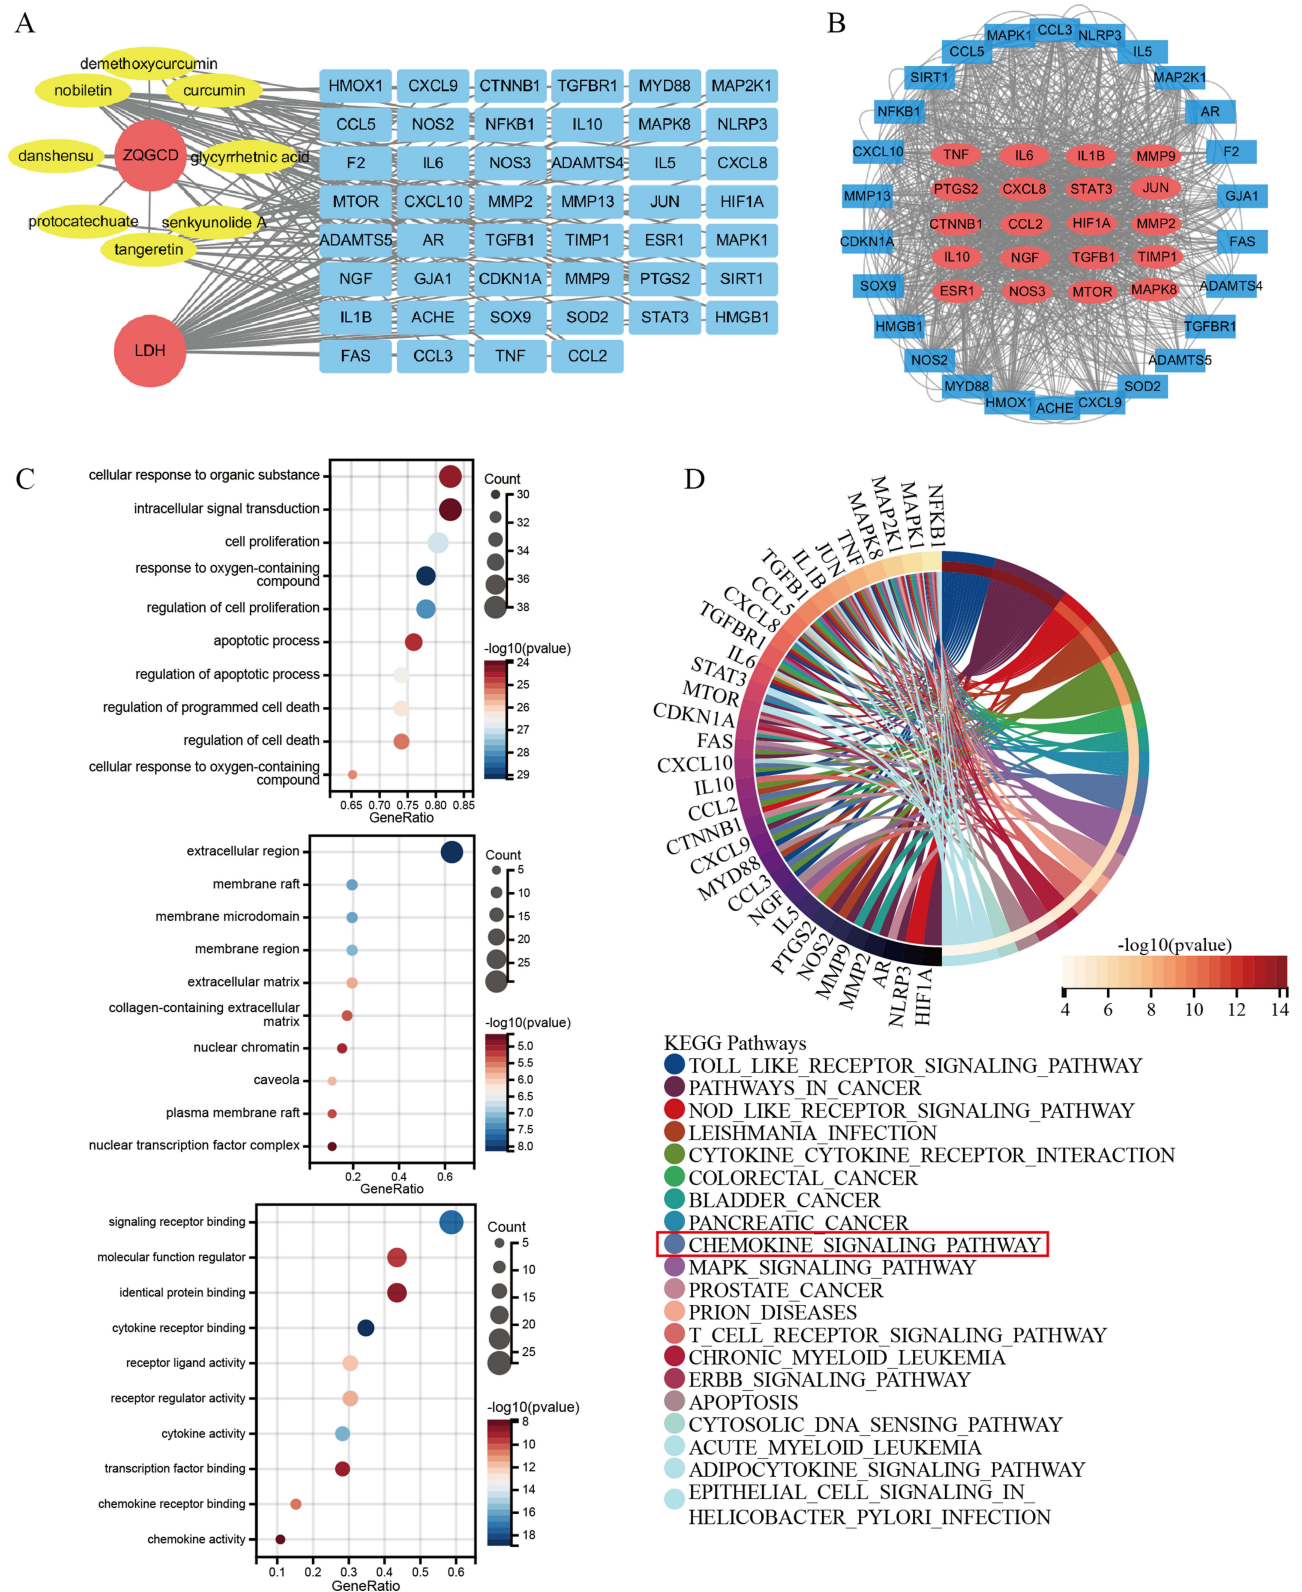 A
demethoxycurcumin
nobiletin
curcumin
danshensu
ZQGCD
glycyrrhetnic acid
protocatechuate
senkyunolide A
tangeretin
LDH
HMOX1 CXCL9 CTNNB1 TGFBR1 MYD88 MAP2K1
CCL5 NOS2 NFKB1 IL10 MAPK8 NLRP3
F2 IL6 NOS3 ADAMTS4 IL5 CXCL8
MTOR CXCL10 MMP2 MMP13 JUN HIF1A
ADAMTS5 AR TGFB1 TIMP1 ESR1 MAPK1
NGF GJA1 CDKN1A MMP9 PTGS2 SIRT1
IL1B ACHE SOX9 SOD2 STAT3 HMGB1
FAS CCL3 TNF CCL2
B
CCL3
MAPK1
NLRP3
CCL5
IL5
SIRT1
MAP2K1
NFKB1
AR
CXCL10
F2
MMP13
GJA1
CDKN1A
FAS
SOX9
ADAMTS4
HMGB1
TGFBR1
NOS2
ADAMTS5
MYD88
SOD2
HMOX1
ACHE
CXCL9
TNF IL6 IL1B MMP9
PTGS2 CXCL8 STAT3 JUN
CTNNB1 CCL2 HIF1A MMP2
IL10 NGF TGFB1 TIMP1
ESR1 NOS3 MTOR MAPK8
C
cellular response to organic substance
intracellular signal transduction
cell proliferation
response to oxygen-containing
compound
regulation of cell proliferation
apoptotic process
regulation of apoptotic process
regulation of programmed cell death
regulation of cell death
cellular response to oxygen-containing
compound
0.65 0.70 0.75 0.80 0.85
GeneRatio
Count
30
32
34
36
38
-log10(pvalue)
24
25
26
27
28
29
extracellular region
membrane raft
membrane microdomain
membrane region
extracellular matrix
collagen-containing extracellular
matrix
nuclear chromatin
caveola
plasma membrane raft
nuclear transcription factor complex
0.2 0.4 0.6
GeneRatio
Count
5
10
15
20
25
-log10(pvalue)
5.0
5.5
6.0
6.5
7.0
7.5
8.0
signaling receptor binding
molecular function regulator
identical protein binding
cytokine receptor binding
receptor ligand activity
receptor regulator activity
cytokine activity
transcription factor binding
chemokine receptor binding
chemokine activity
0.1 0.2 0.3 0.4 0.5 0.6
GeneRatio
Count
5
10
15
20
25
-log10(pvalue)
8
10
12
14
16
18
D
NFKB1
MAPK1
MAP2K1
MAPK8
TNF
JUN
IL1B
TGFB1
CCL5
CXCL8
TGFBR1
IL6
STAT3
MTOR
CDKN1A
FAS
CXCL10
IL10
CCL2
CTNNB1
CXCL9
MYD88
CCL3
NGF
IL5
PTGS2
NOS2
MMP9
MMP2
AR
NLRP3
HIF1A
-log10(pvalue)
4 6 8 10 12 14
KEGG Pathways
TOLL_LIKE_RECEPTOR_SIGNALING_PATHWAY
PATHWAYS_IN_CANCER
NOD_LIKE_RECEPTOR_SIGNALING_PATHWAY
LEISHMANIA_INFECTION
CYTOKINE_CYTOKINE_RECEPTOR_INTERACTION
COLORECTAL_CANCER
BLADDER_CANCER
PANCREATIC_CANCER
CHEMOKINE_SIGNALING_PATHWAY
MAPK_SIGNALING_PATHWAY
PROSTATE_CANCER
PRION_DISEASES
T_CELL_RECEPTOR_SIGNALING_PATHWAY
CHRONIC_MYELOID_LEUKEMIA
ERBB_SIGNALING_PATHWAY
APOPTOSIS
CYTOSOLIC_DNA_SENSING_PATHWAY
ACUTE_MYELOID_LEUKEMIA
ADIPOCYTOKINE_SIGNALING_PATHWAY
EPITHELIAL_CELL_SIGNALING_IN_
HELICOBACTER_PYLORI_INFECTION